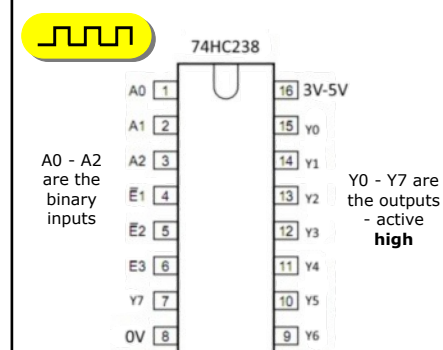 74HC238
A0 1 16 3V-5V
A1 2 15 Y0
A2 3 14 Y1
E̅1 4 13 Y2
E̅2 5 12 Y3
E3 6 11 Y4
Y7 7 10 Y5
0V 8 9 Y6
A0 - A2
are the
binary
inputs
Y0 - Y7 are
the outputs
- active
high